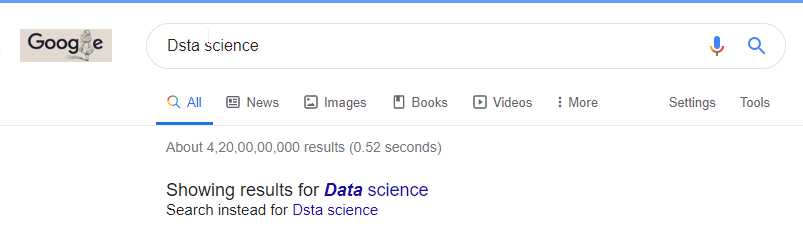 Google
Dsta science
All News Images Books Videos More Settings Tools
About 4,20,00,00,000 results (0.52 seconds)
Showing results for Data science
Search instead for Dsta science